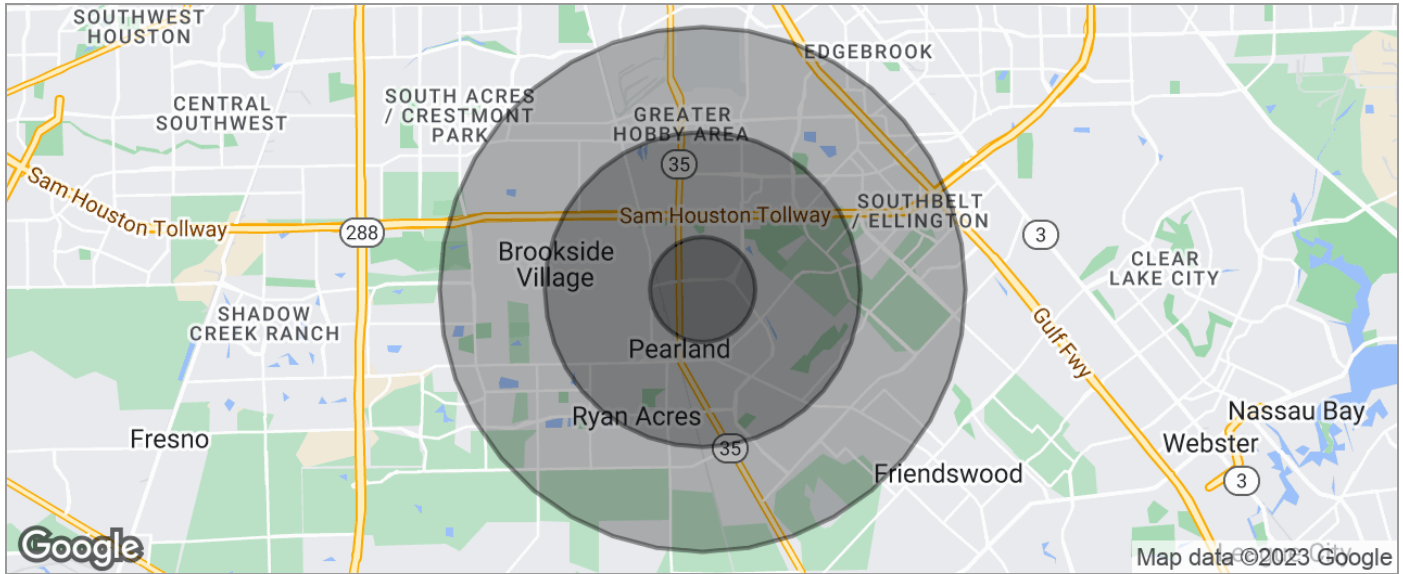 SOUTHWEST
HOUSTON
EDGEBROOK
CENTRAL
SOUTHWEST
SOUTH ACRES
/ CRESTMONT
PARK
GREATER
HOBBY AREA
35
Sam Houston Tollway
288
Sam Houston Tollway
SOUTHBELT
/ ELLINGTON
3
Brookside
Village
CLEAR
LAKE CITY
SHADOW
CREEK RANCH
Gulf Fwy
Pearland
Ryan Acres
Nassau Bay
Fresno
35
Webster
Friendswood
3
Google
Map data ©2023 Google